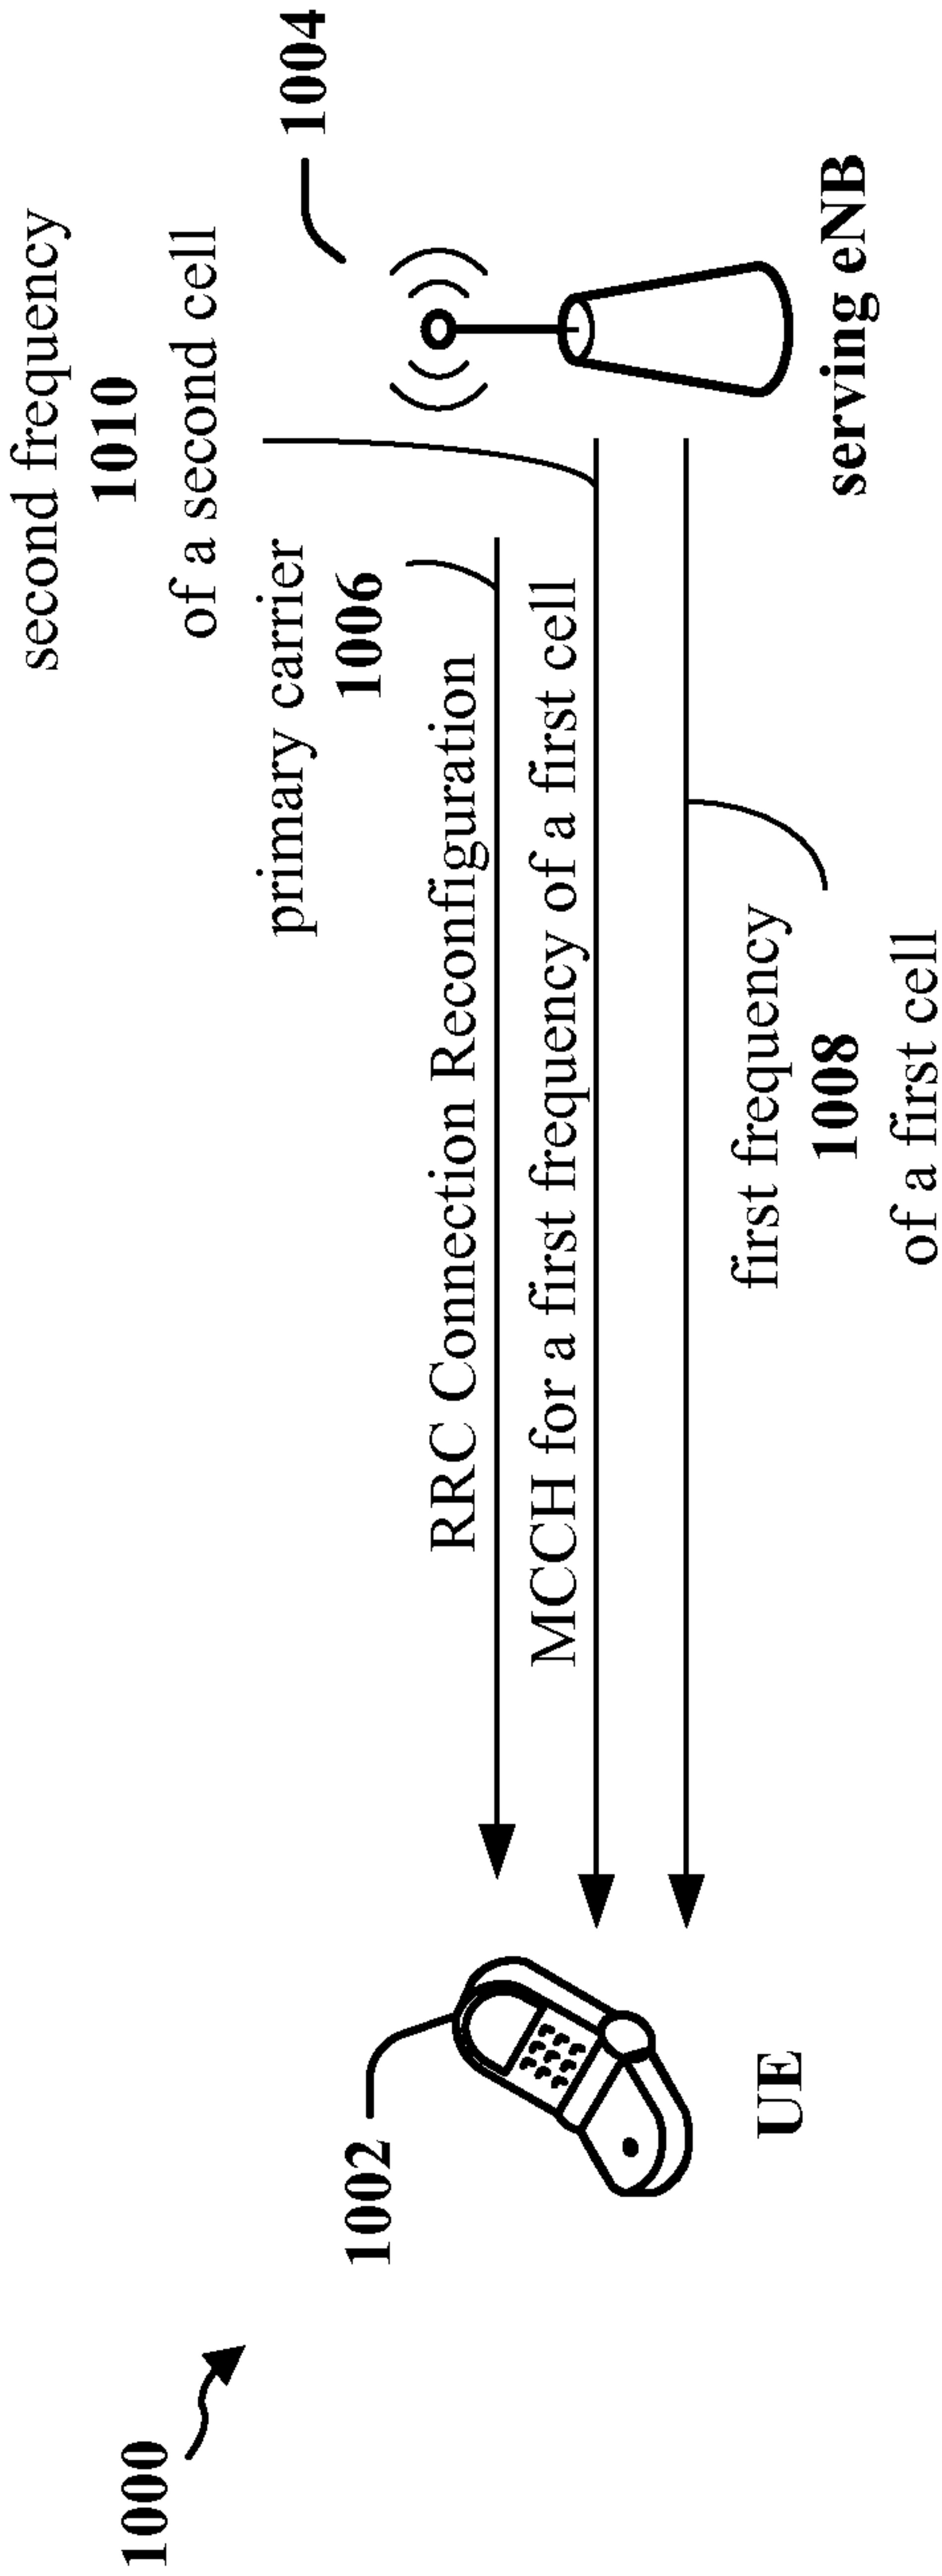 1000
1002
UE
second frequency
1010
of a second cell
primary carrier
1006
RRC Connection Reconfiguration
MCCH for a first frequency of a first cell
first frequency
1008
of a first cell
1004
serving eNB